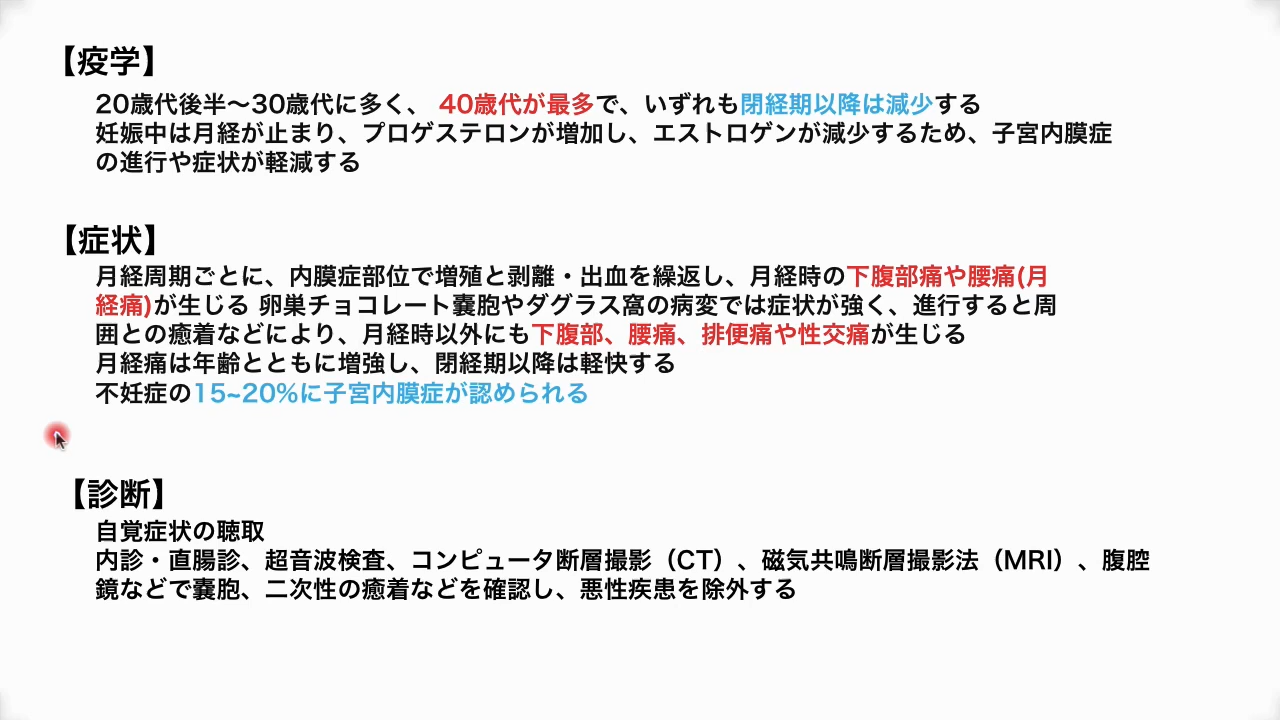 【疫学】
20歳代後半〜30歳代に多く、 40歳代が最多で、いずれも閉経期以降は減少する
妊娠中は月経が止まり、プロゲステロンが増加し、エストロゲンが減少するため、子宮内膜症
の進行や症状が軽減する
【症状】
月経周期ごとに、内膜症部位で増殖と剥離・出血を繰返し、月経時の下腹部痛や腰痛(月
経痛)が生じる 卵巣チョコレート嚢胞やダグラス窩の病変では症状が強く、進行すると周
囲との癒着などにより、月経時以外にも下腹部、腰痛、排便痛や性交痛が生じる
月経痛は年齢とともに増強し、閉経期以降は軽快する
不妊症の15~20%に子宮内膜症が認められる
【診断】
自覚症状の聴取
内診・直腸診、超音波検査、コンピュータ断層撮影（CT）、磁気共鳴断層撮影法（MRI）、腹腔
鏡などで嚢胞、二次性の癒着などを確認し、悪性疾患を除外する